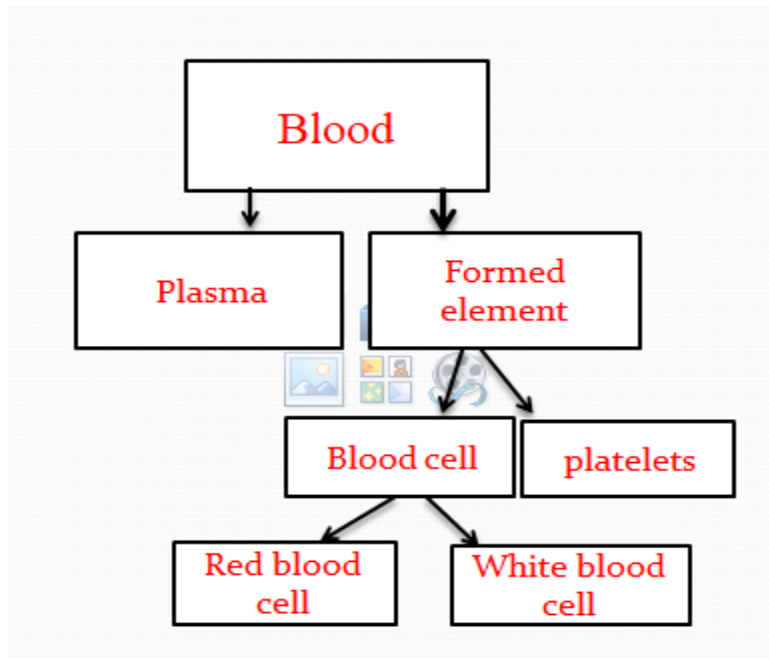 Blood
Plasma
Formed
element
Blood cell
platelets
Red blood
cell
White blood
cell